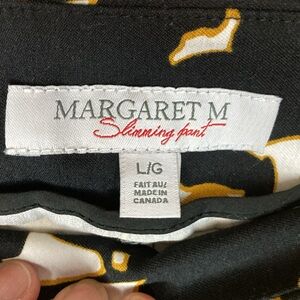 MARGARET M
Slimming pant
L/G
FAIT AU/
MADE IN
CANADA